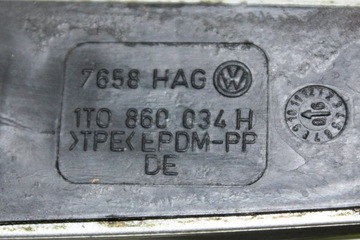 7658 HAG
1T0 860 034 H
>TPE< EPDM-PP
DE